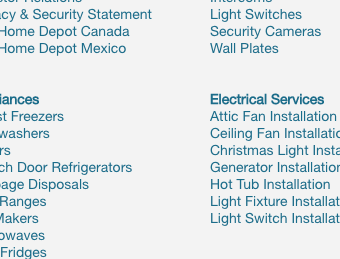 Light Switches
acy & Security Statement
Home Depot Canada
Home Depot Mexico
Security Cameras
Wall Plates
iances
st Freezers
washers
rs
ch Door Refrigerators
age Disposals
Ranges
Makers
owaves
Fridges
Electrical Services
Attic Fan Installation
Ceiling Fan Installatio
Christmas Light Insta
Generator Installation
Hot Tub Installation
Light Fixture Installat
Light Switch Installat